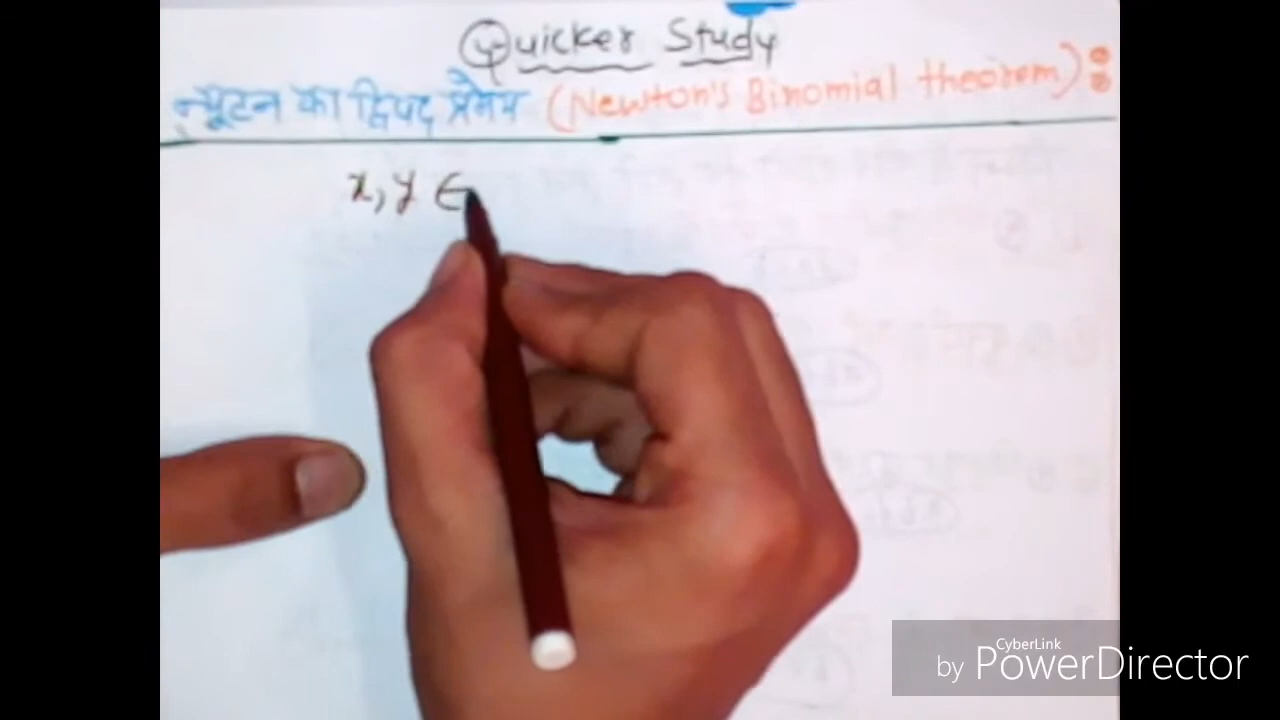 Quicker Study
न्यूटन का द्विपद प्रमेय (Newton's Binomial theorem) :
x, y ∈
CyberLink
by PowerDirector